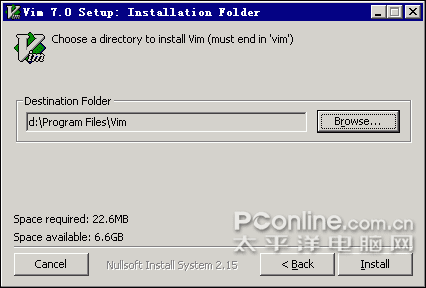 Vim 7.0 Setup: Installation Folder
Vim
Choose a directory to install Vim (must end in 'vim')
Destination Folder
d:\Program Files\Vim
Browse...
Space required: 22.6MB
Space available: 6.6GB
PConline.com.cn
太平洋电脑网
Cancel
Nullsoft Install System 2.15
< Back
Install